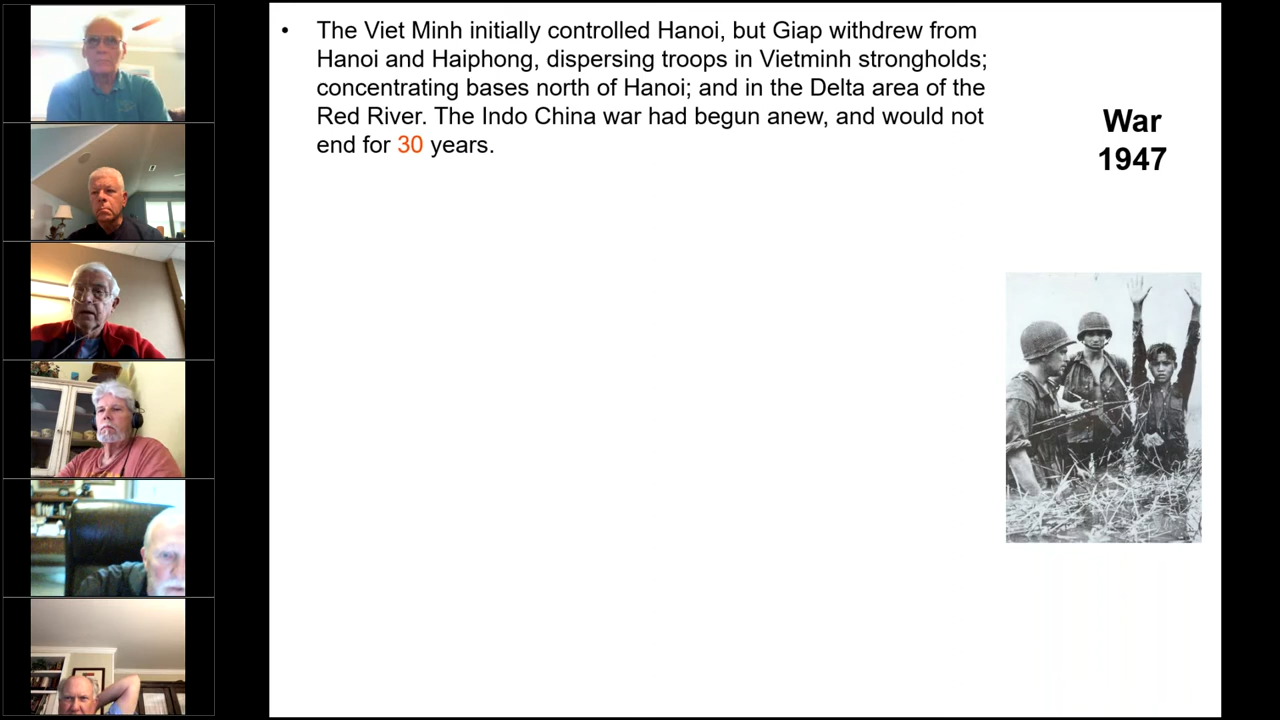 • The Viet Minh initially controlled Hanoi, but Giap withdrew from
Hanoi and Haiphong, dispersing troops in Vietminh strongholds;
concentrating bases north of Hanoi; and in the Delta area of the
Red River. The Indo China war had begun anew, and would not
end for 30 years.
War
1947